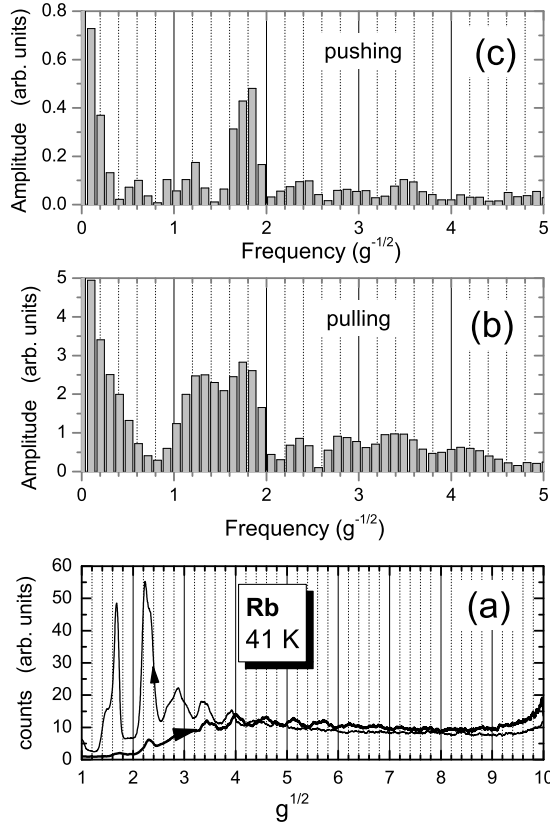 0.8
0.6
0.4
0.2
0.0
Amplitude (arb. units)
pushing
(c)
0 1 2 3 4 5
Frequency (g-1/2)
5
4
3
2
1
0
Amplitude (arb. units)
pulling
(b)
0 1 2 3 4 5
Frequency (g-1/2)
60
50
40
30
20
10
0
counts (arb. units)
Rb
41 K
(a)
1 2 3 4 5 6 7 8 9 10
g1/2